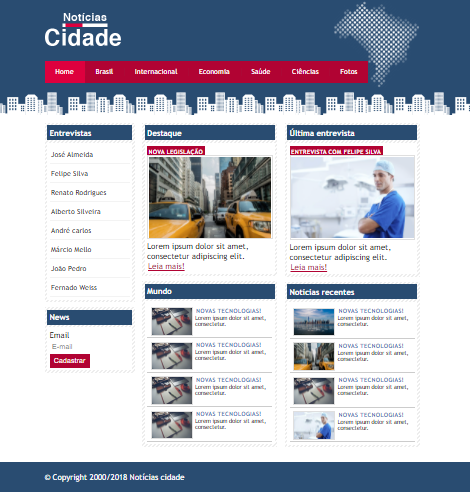 Notícias
Cidade
Home Brasil Internacional Economia Saúde Ciências Fotos
Entrevistas
José Almeida
Felipe Silva
Renato Rodrigues
Alberto Silveira
André carlos
Márcio Mello
João Pedro
Fernado Weiss
News
Email
E-mail
Cadastrar
Destaque
NOVA LEGISLAÇÃO
Lorem ipsum dolor sit amet,
consectetur adipiscing elit.
Leia mais!
Última entrevista
ENTREVISTA COM FELIPE SILVA
Lorem ipsum dolor sit amet,
consectetur adipiscing elit.
Leia mais!
Mundo
NOVAS TECNOLOGIAS!
Lorem ipsum dolor sit amet,
consectetur.
NOVAS TECNOLOGIAS!
Lorem ipsum dolor sit amet,
consectetur.
NOVAS TECNOLOGIAS!
Lorem ipsum dolor sit amet,
consectetur.
NOVAS TECNOLOGIAS!
Lorem ipsum dolor sit amet,
consectetur.
Noticias recentes
NOVAS TECNOLOGIAS!
Lorem ipsum dolor sit amet,
consectetur.
NOVAS TECNOLOGIAS!
Lorem ipsum dolor sit amet,
consectetur.
NOVAS TECNOLOGIAS!
Lorem ipsum dolor sit amet,
consectetur.
NOVAS TECNOLOGIAS!
Lorem ipsum dolor sit amet,
consectetur.
© Copyright 2000/2018 Notícias cidade